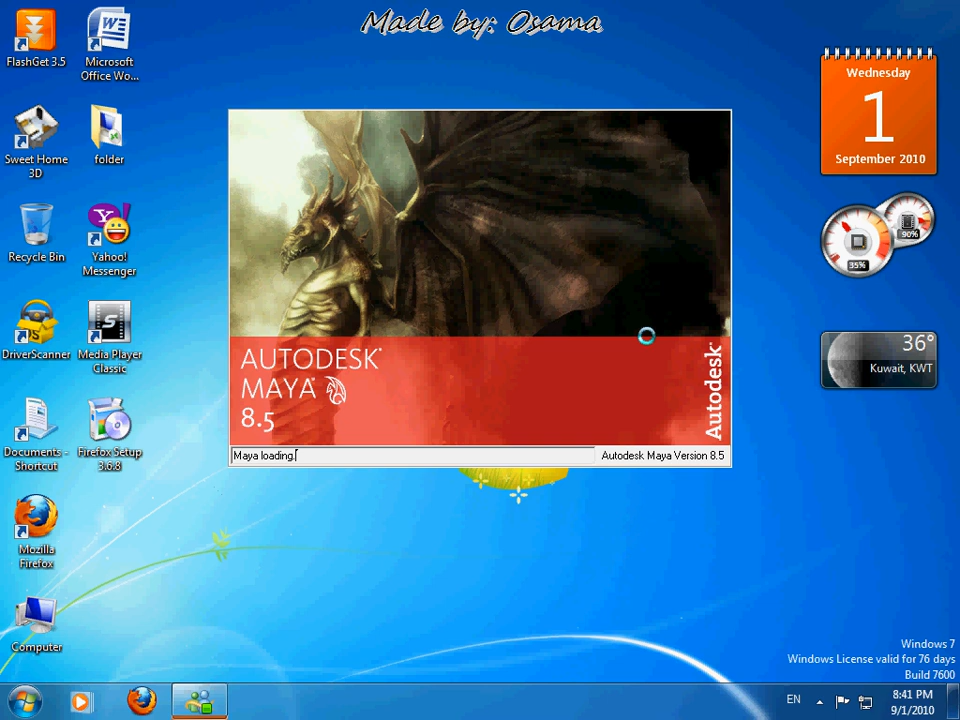 Made by: Osama
FlashGet 3.5
Microsoft
Office Wo...
Sweet Home
3D
folder
Recycle Bin
Yahoo!
Messenger
DriverScanner
Media Player
Classic
Documents -
Shortcut
Firefox Setup
3.6.8
Mozilla
Firefox
Computer
AUTODESK®
MAYA®
8.5
Autodesk®
Maya loading.
Autodesk Maya Version 8.5
Wednesday
1
September 2010
35%
90%
36°
Kuwait, KWT
Windows 7
Windows License valid for 76 days
Build 7600
EN
8:41 PM
9/1/2010